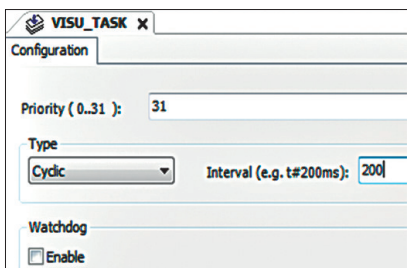 VISU_TASK X
Configuration
Priority ( 0..31 ): 31
Type
Cyclic Interval (e.g. t#200ms): 200
Watchdog
Enable